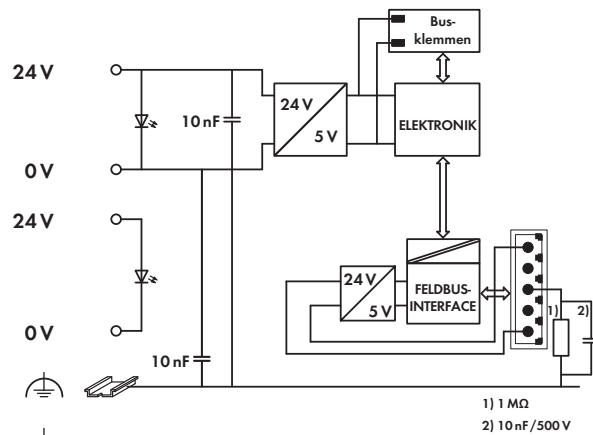 Bus-
klemmen
24 V
10 nF
24 V
5 V
ELEKTRONIK
0 V
24 V
24 V
5 V
FELDBUS-
INTERFACE
1)
2)
0 V
10 nF
1) 1 MΩ
2) 10 nF/500 V